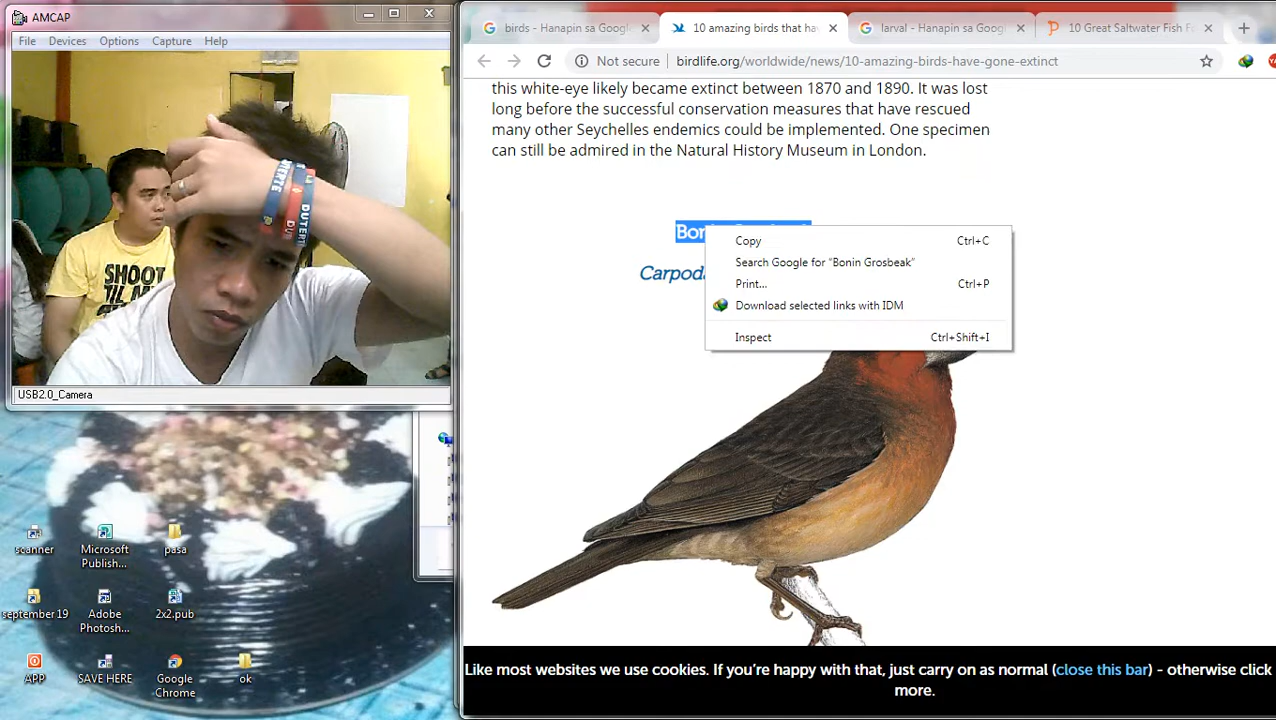 AMCAP
File Devices Options Capture Help
SHOOT
'TIL MY
USB2.0_Camera
scanner
Microsoft Publish...
pasa
september 19
Adobe Photosh...
2x2.pub
APP
SAVE HERE
Google Chrome
ok
birds - Hanapin sa Google
10 amazing birds that ha
larval - Hanapin sa Google
10 Great Saltwater Fish F
Not secure | birdlife.org/worldwide/news/10-amazing-birds-have-gone-extinct
this white-eye likely became extinct between 1870 and 1890. It was lost
long before the successful conservation measures that have rescued
many other Seychelles endemics could be implemented. One specimen
can still be admired in the Natural History Museum in London.
Copy Ctrl+C
Search Google for “Bonin Grosbeak”
Print... Ctrl+P
Download selected links with IDM
Inspect Ctrl+Shift+I
Like most websites we use cookies. If you’re happy with that, just carry on as normal (close this bar) - otherwise click
more.